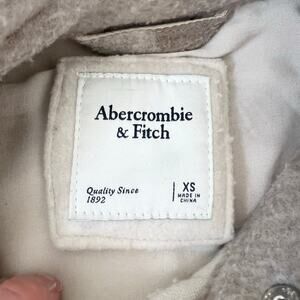 Abercrombie
& Fitch
Quality Since
1892
XS
MADE IN
CHINA